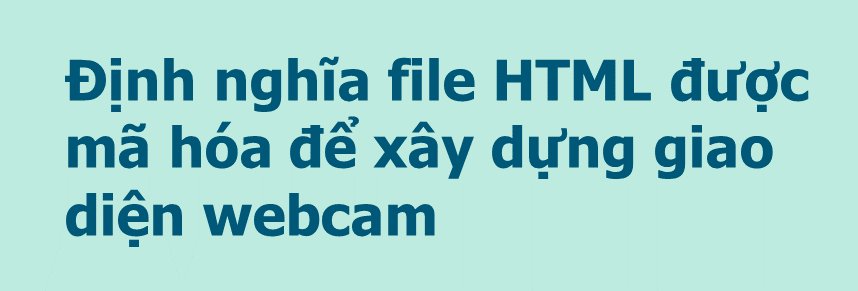 Định nghĩa file HTML được
mã hóa để xây dựng giao
diện webcam